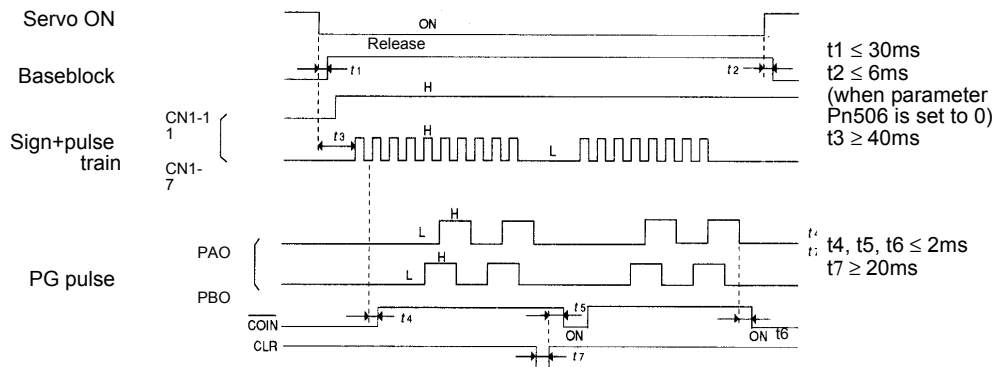 Servo ON
ON
Release
Baseblock
t1
t2
t1 ≤ 30ms
t2 ≤ 6ms
(when parameter
Pn506 is set to 0)
t3 ≥ 40ms
H
CN1-1
1
Sign+pulse
train
t3
H
L
CN1-
7
H
L
PAO
t4, t5, t6 ≤ 2ms
t7 ≥ 20ms
H
PG pulse
L
PBO
COIN
t4
t5
ON
ON
t6
CLR
t7